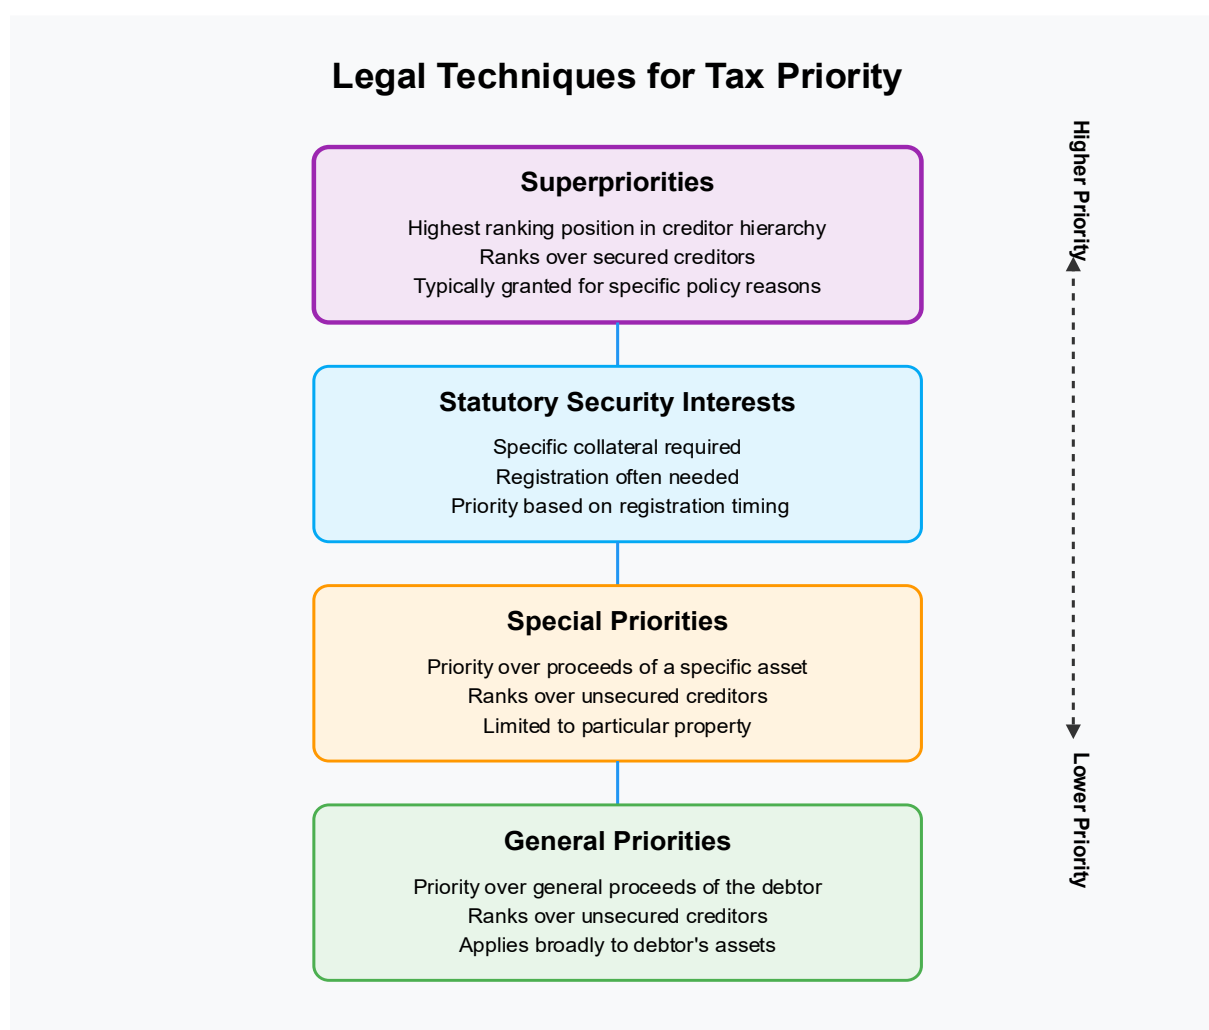 Legal Techniques for Tax Priority
Higher Priority
Superpriorities
Highest ranking position in creditor hierarchy
Ranks over secured creditors
Typically granted for specific policy reasons
Statutory Security Interests
Specific collateral required
Registration often needed
Priority based on registration timing
Special Priorities
Priority over proceeds of a specific asset
Ranks over unsecured creditors
Limited to particular property
Lower Priority
General Priorities
Priority over general proceeds of the debtor
Ranks over unsecured creditors
Applies broadly to debtor's assets